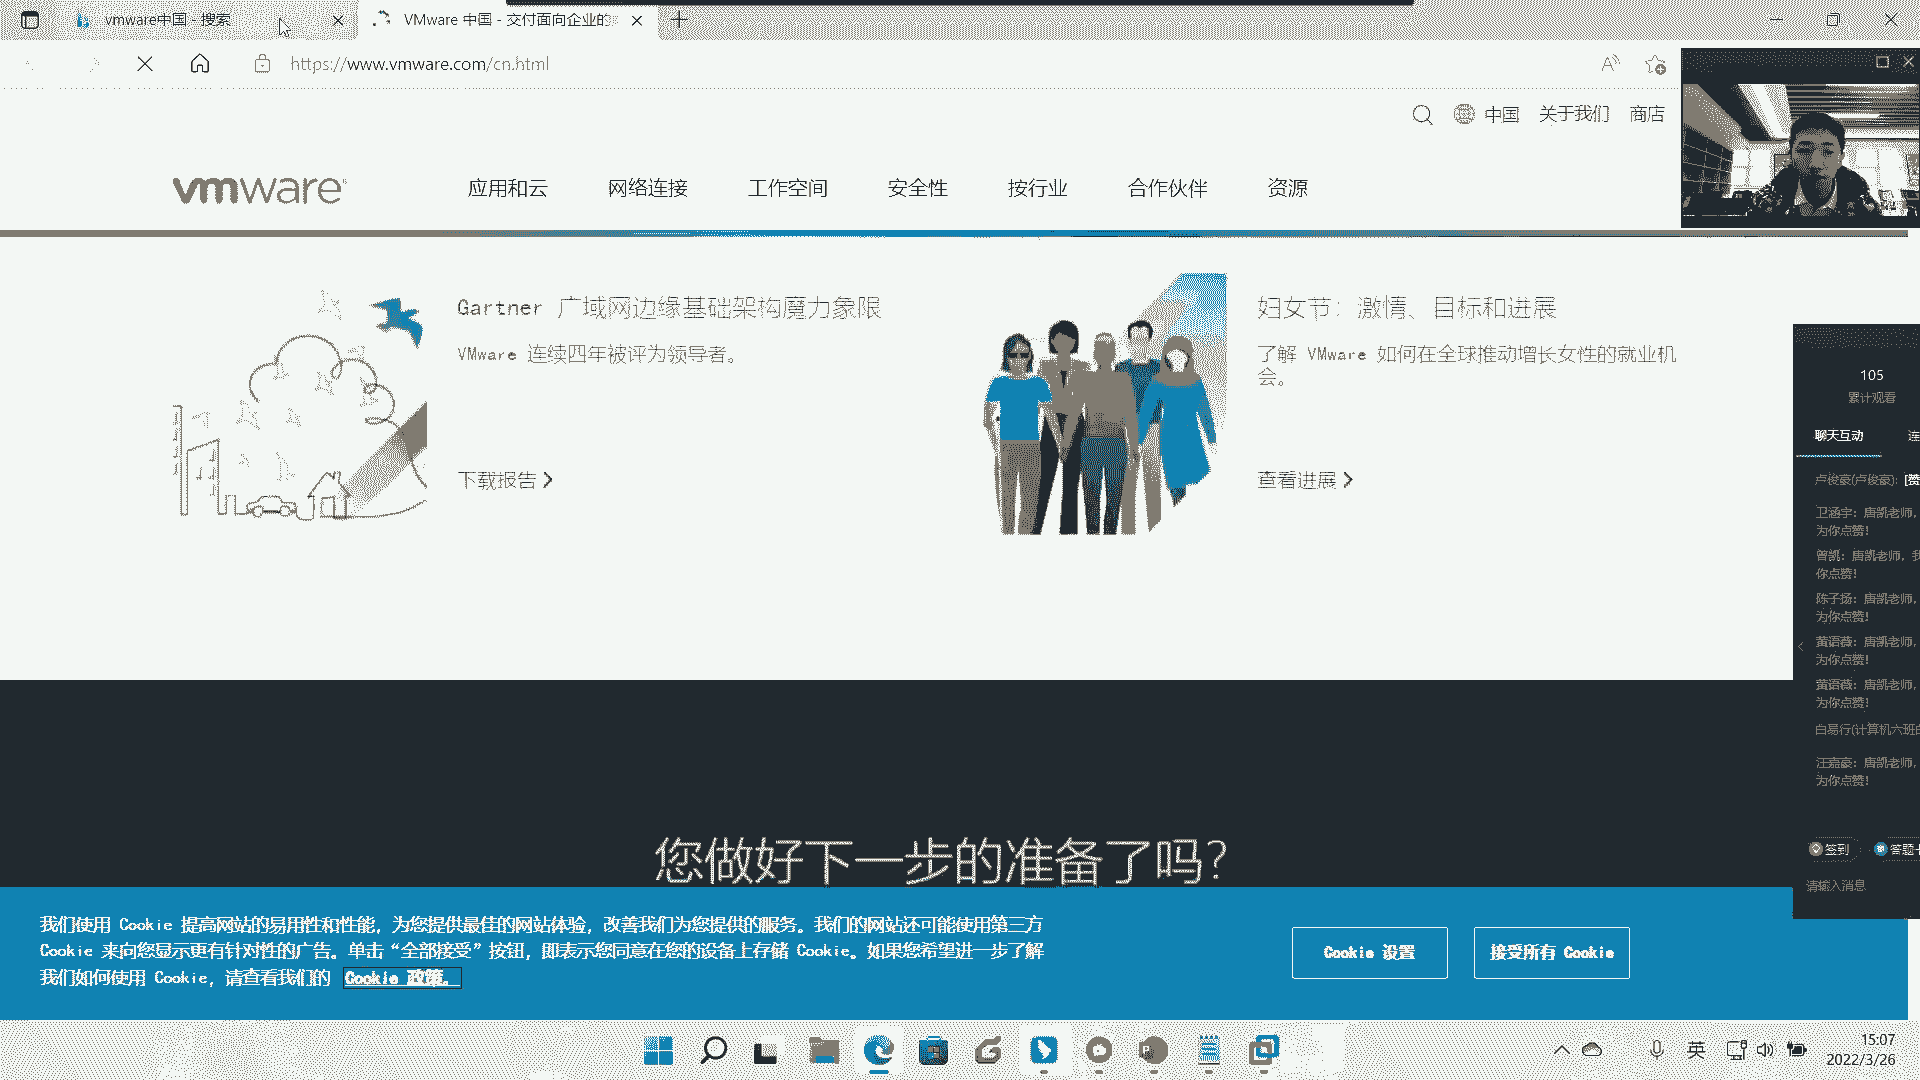 vmware中国 - 搜索
VMware 中国 - 交付面向企业的
https://www.vmware.com/cn.html
中国
关于我们
商店
vmware
应用和云
网络连接
工作空间
安全性
按行业
合作伙伴
资源
Gartner 广域网边缘基础架构魔力象限
VMware 连续四年被评为领导者。
下载报告
妇女节：激情、目标和进展
了解 VMware 如何在全球推动增长女性的就业机
会。
查看进展
105
累计观看
聊天互动
连
卢俊豪(卢俊豪): [赞
卫涵宇: 唐凯老师,
为你点赞!
曾凯: 唐凯老师, 我
你点赞!
陈子扬: 唐凯老师,
为你点赞!
黄语薇: 唐凯老师,
为你点赞!
黄语薇: 唐凯老师,
为你点赞!
白易行(计算机六班白
汪嘉豪: 唐凯老师,
为你点赞!
签到
答题卡
请输入消息
您做好下一步的准备了吗？
我们使用 Cookie 提高网站的易用性和性能，为您提供最佳的网站体验，改善我们为您提供的服务。我们的网站还可能使用第三方
Cookie 来向您显示更有针对性的广告。单击“全部接受”按钮，即表示您同意在您的设备上存储 Cookie。如果您希望进一步了解
我们如何使用 Cookie，请查看我们的 Cookie 政策。
Cookie 设置
接受所有 Cookie
英
15:07
2022/3/26